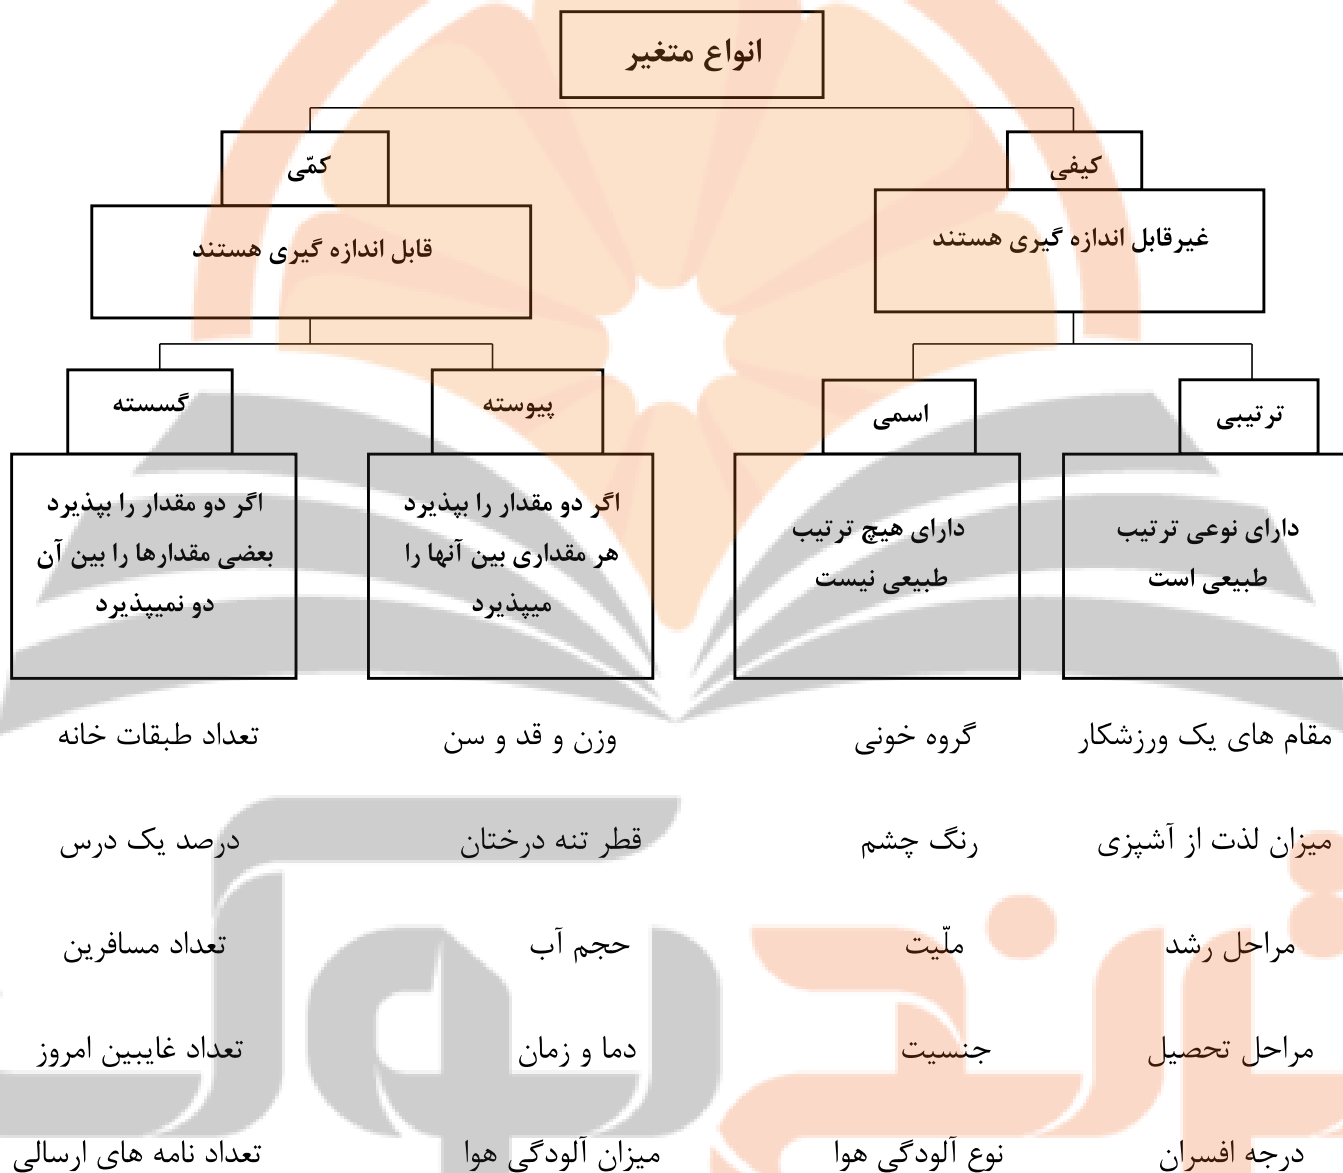 انواع متغیر
کیفی
کمّی
غیرقابل اندازه گیری هستند
قابل اندازه گیری هستند
ترتیبی
اسمی
پیوسته
گسسته
دارای نوعی ترتیب
طبیعی است
دارای هیچ ترتیب
طبیعی نیست
اگر دو مقدار را بپذیرد
هر مقداری بین آنها را
میپذیرد
اگر دو مقدار را بپذیرد
بعضی مقدارها را بین آن
دو نمیپذیرد
مقام های یک ورزشکار
گروه خونی
وزن و قد و سن
تعداد طبقات خانه
میزان لذت از آشپزی
رنگ چشم
قطر تنه درختان
درصد یک درس
مراحل رشد
ملّیت
حجم آب
تعداد مسافرین
مراحل تحصیل
جنسیت
دما و زمان
تعداد غایبین امروز
درجه افسران
نوع آلودگی هوا
میزان آلودگی هوا
تعداد نامه های ارسالی